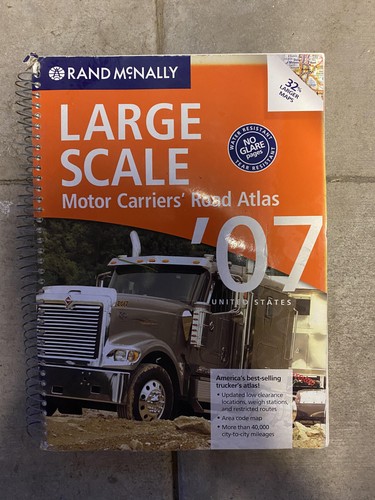 RAND MCNALLY
32%
LARGER
MAPS
LARGE
SCALE
WATER RESISTANT
NO
GLARE
pages
TEAR RESISTANT
Motor Carriers' Road Atlas
'07
UNITED STATES
America's best-selling
trucker's atlas!
• Updated low clearance
locations, weigh stations,
and restricted routes
• Area code map
• More than 40,000
city-to-city mileages